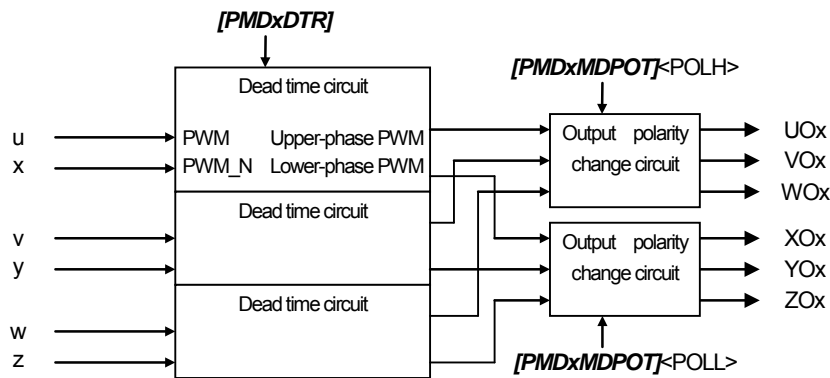 [PMDxDTR]
Dead time circuit
[PMDxMDPOT]<POLH>
u
PWM Upper-phase PWM
Output polarity
change circuit
UOx
x
PWM_N Lower-phase PWM
VOx
WOx
Dead time circuit
v
y
Output polarity
change circuit
XOx
YOx
ZOx
Dead time circuit
w
z
[PMDxMDPOT]<POLL>